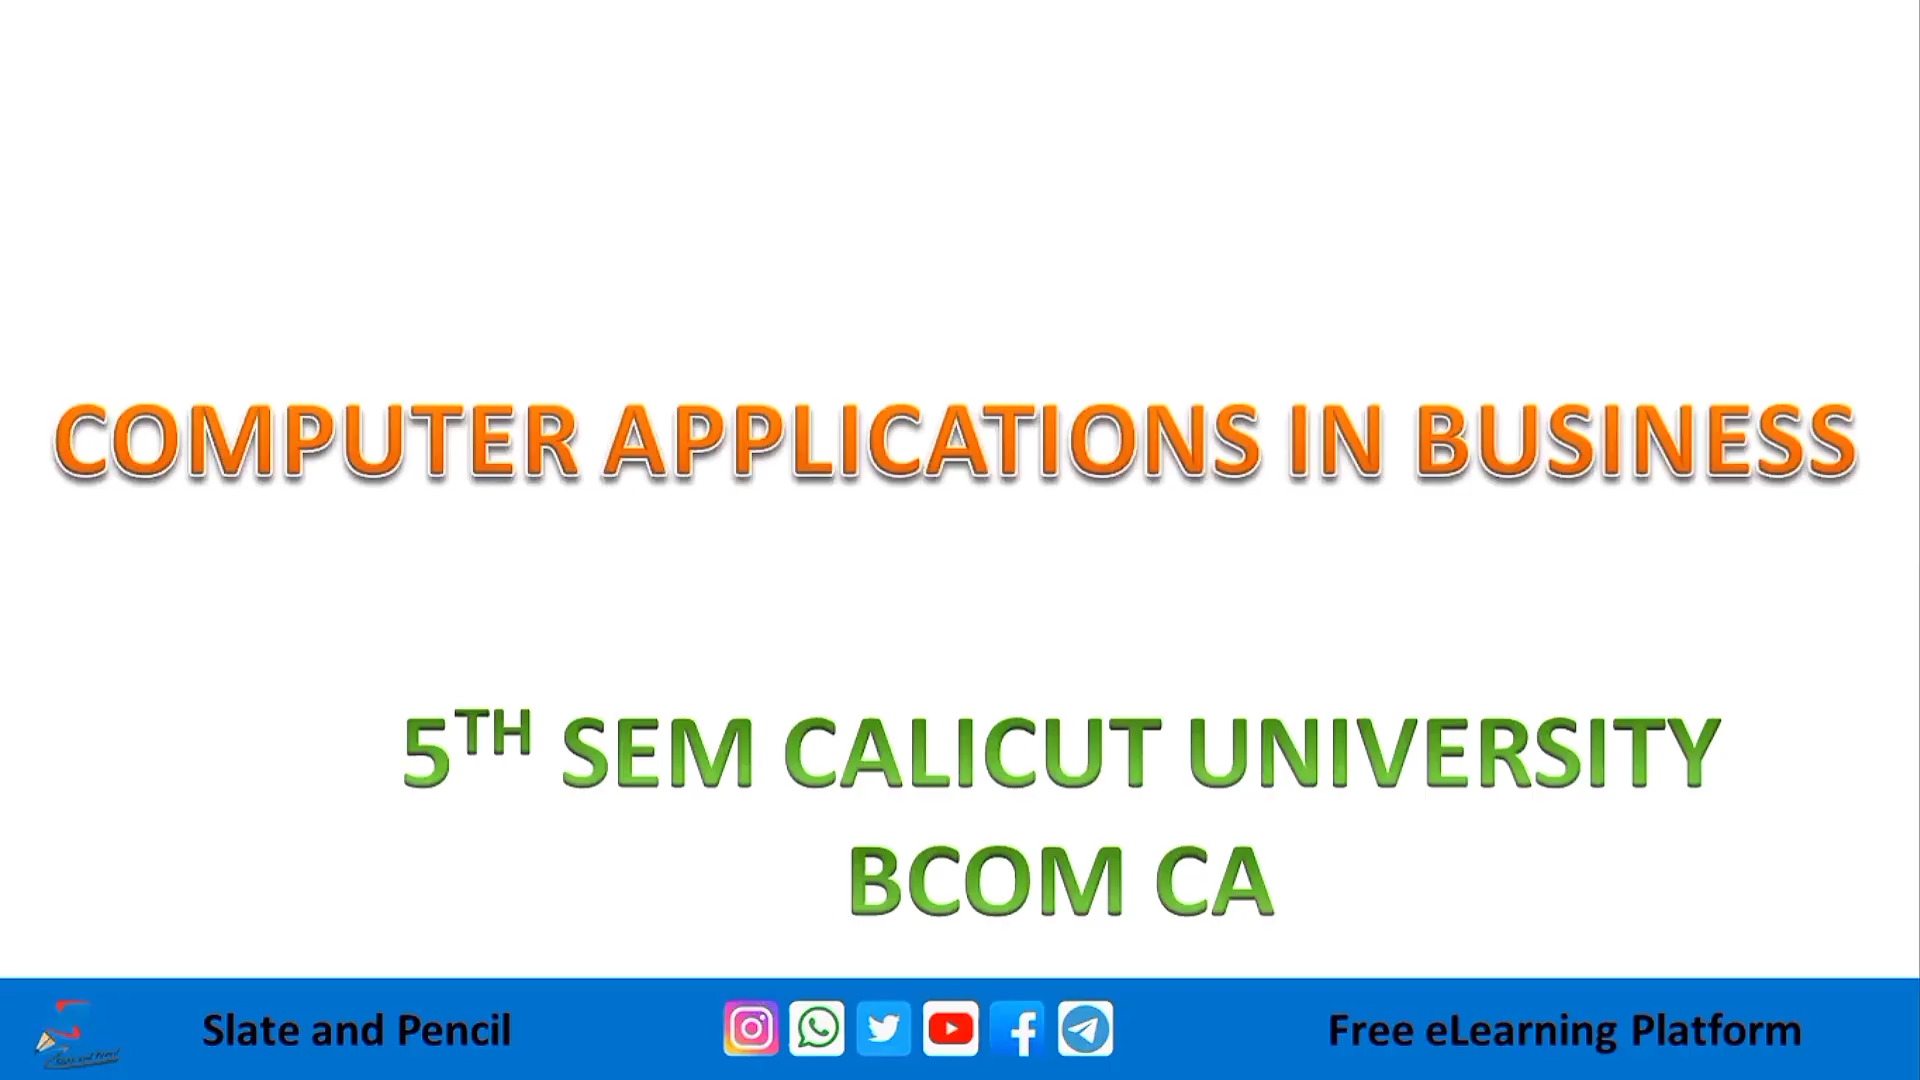 COMPUTER APPLICATIONS IN BUSINESS
5TH SEM CALICUT UNIVERSITY
BCOM CA
Slate and Pencil
Free eLearning Platform